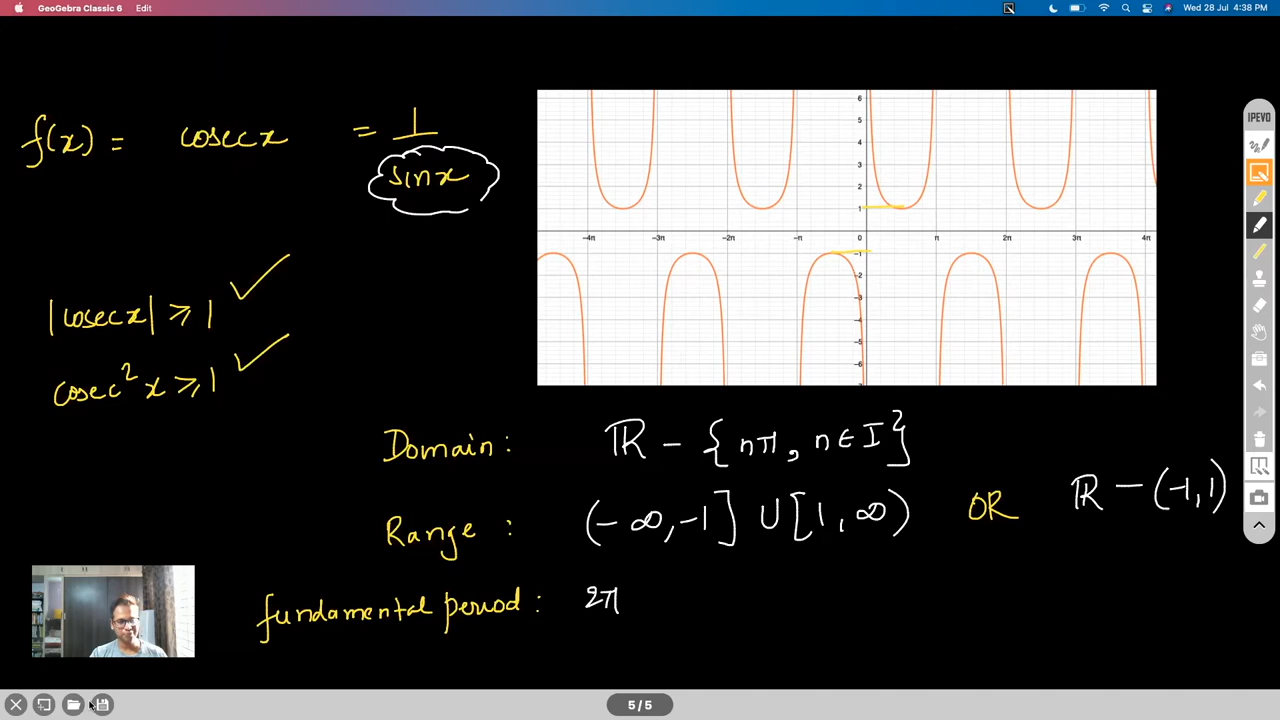 GeoGebra Classic 6 Edit
Wed 28 Jul 4:38 PM
f(x) = cosec x = 1/sin x
|cosec x| ⩾ 1
cosec² x ⩾ 1
6
5
4
3
2
1
-4π -3π -2π -π 0 π 2π 3π 4π
-1
-2
-3
-4
-5
-6
IPEVO
Domain : ℝ - {nπ, n ∈ I}
Range : (-∞, -1] ∪ [1, ∞) OR ℝ - (-1, 1)
fundamental period : 2π
5 / 5